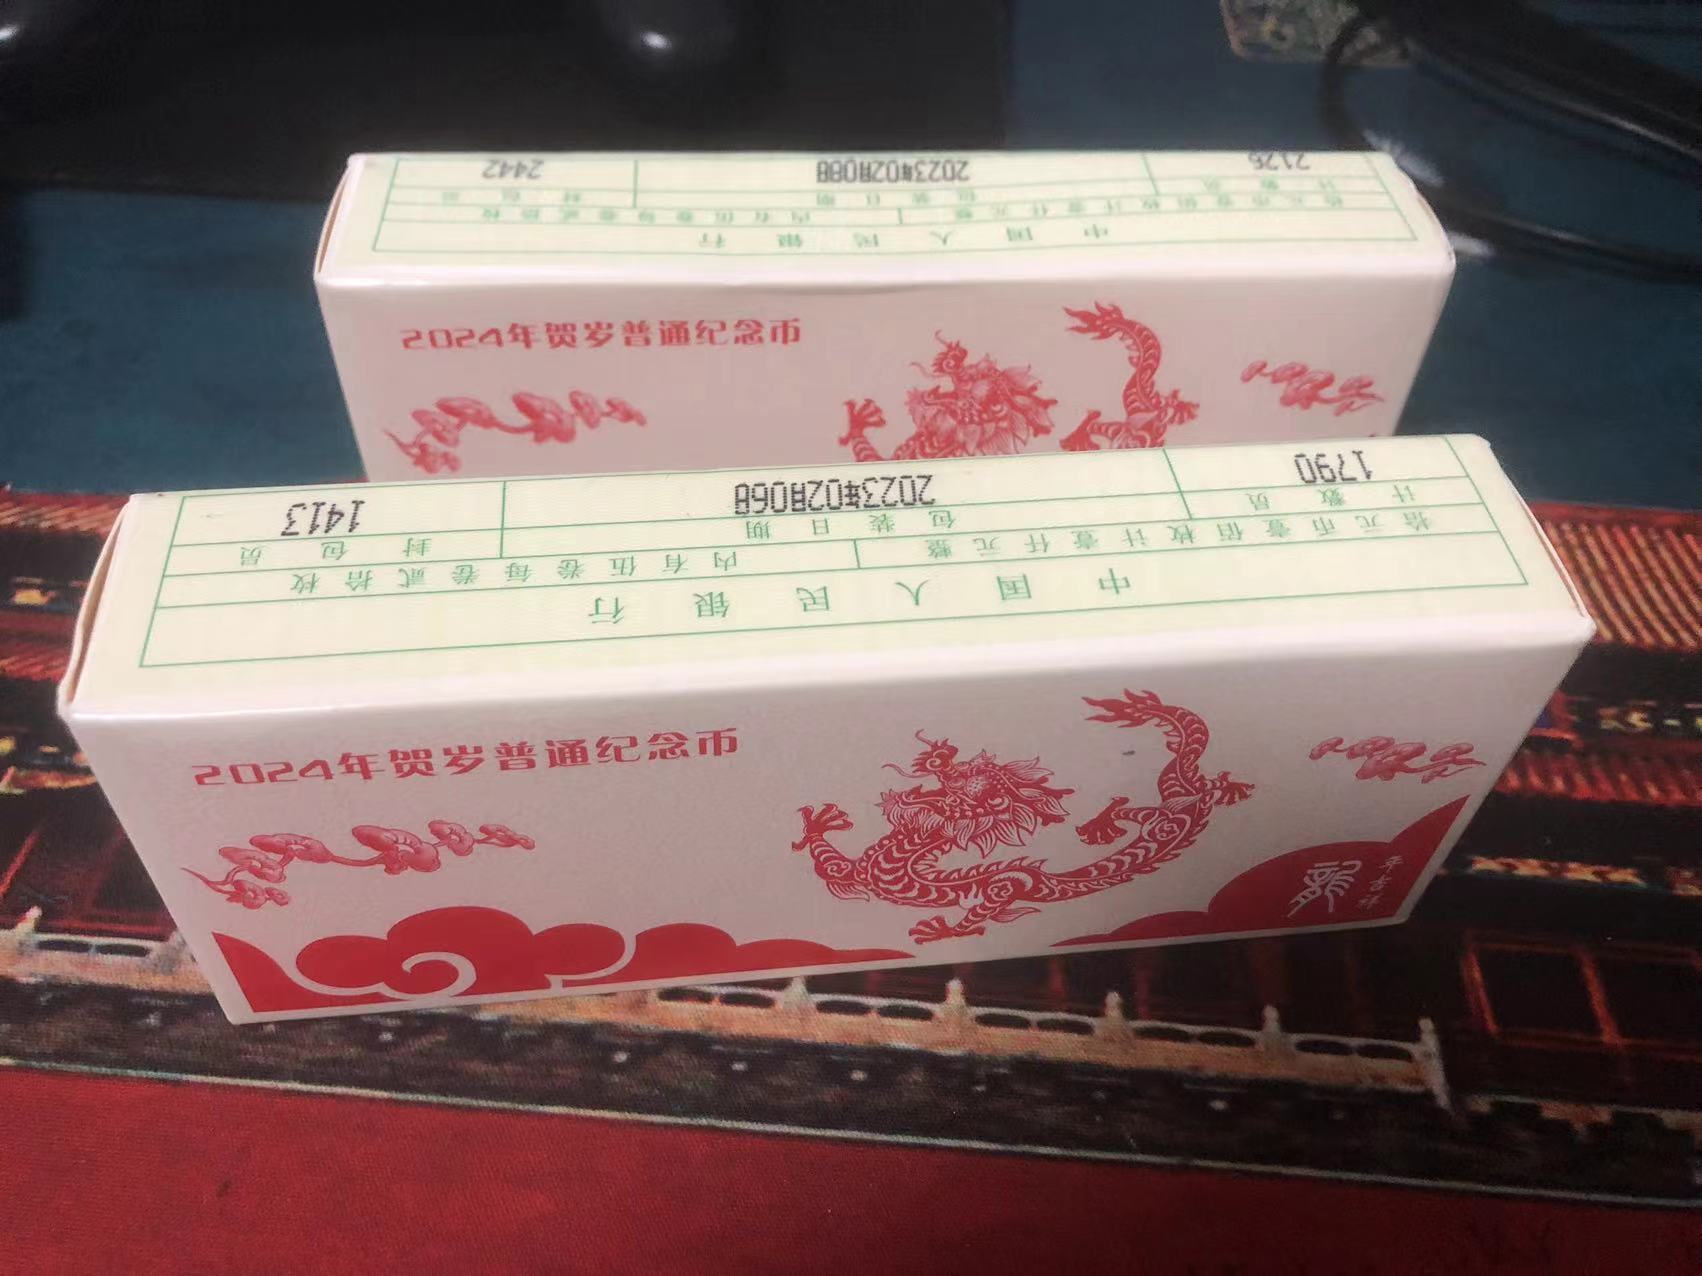 中国人民银行
拾元币壹佰枚计壹仟元整 内有伍卷每卷贰拾枚
计数员 包装日期 封包员
2023年02月08日 2442
2024年贺岁普通纪念币
中国人民银行
拾元币壹佰枚计壹仟元整 内有伍卷每卷贰拾枚
计数员 包装日期 封包员
1790 2023年02月06日 1413
2024年贺岁普通纪念币